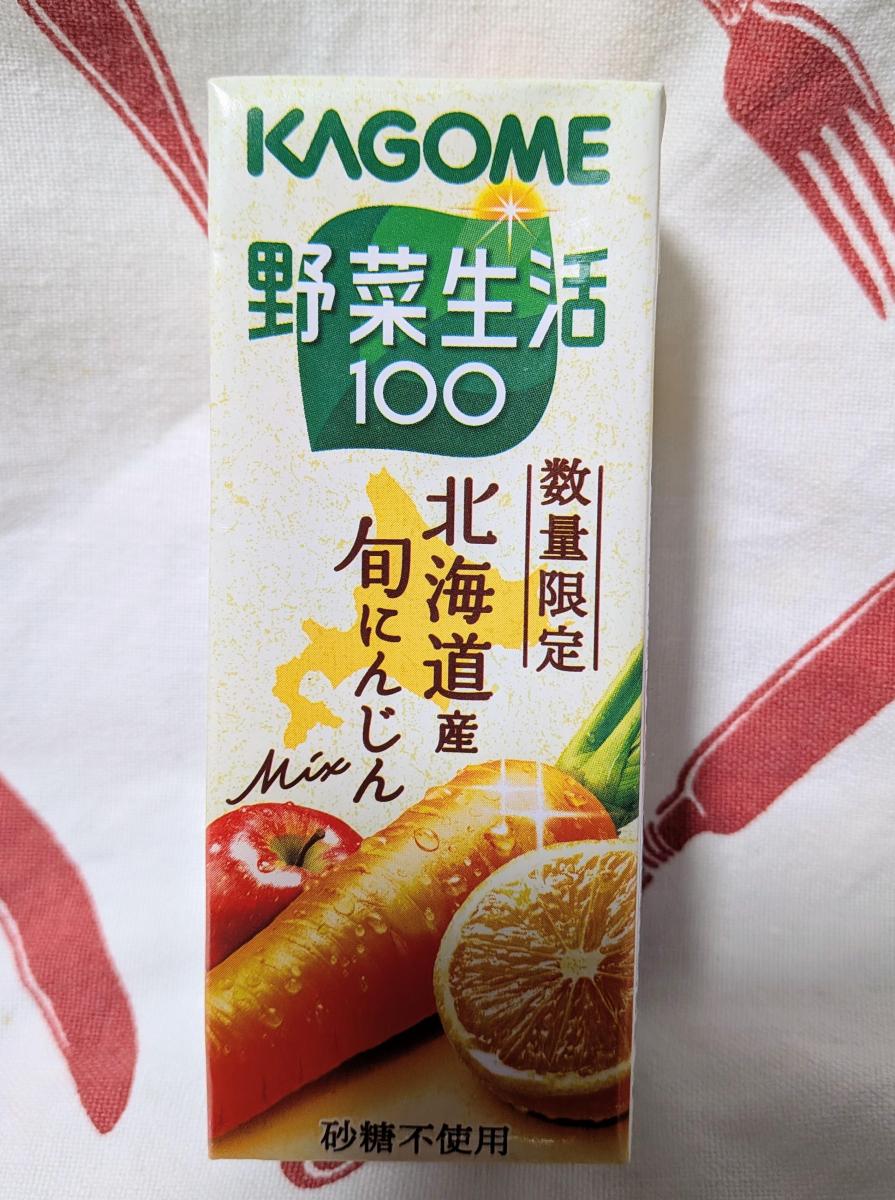 KAGOME
野菜生活
100
数量限定
北海道産
旬にんじん
Mix
砂糖不使用